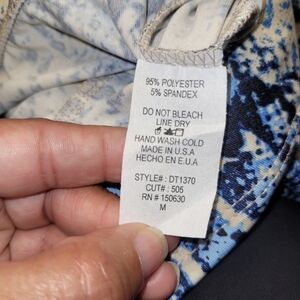 95% POLYESTER
5% SPANDEX
DO NOT BLEACH
LINE DRY
HAND WASH COLD
MADE IN U.S.A
HECHO EN E.U.A
STYLE# : DT1370
CUT# : 505
RN # : 150630
M